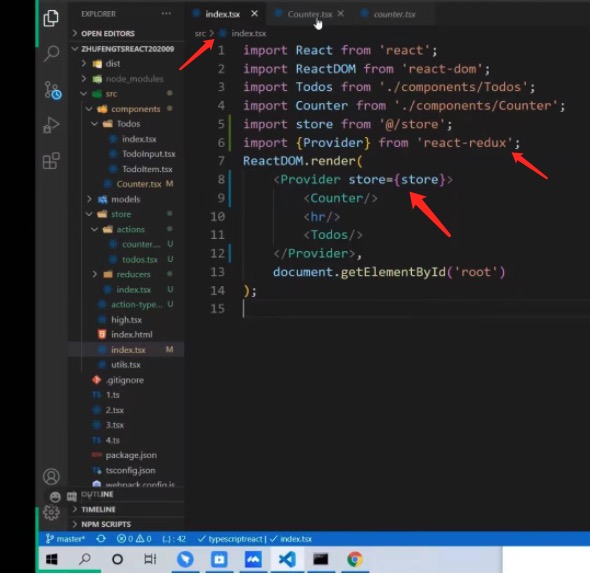 EXPLORER
index.tsx
Counter.tsx
counter.tsx
OPEN EDITORS
src > index.tsx
ZHUFENGTSREACT202009
dist
node_modules
src
components
Todos
index.tsx
TodoInput.tsx
TodoItem.tsx
Counter.tsx M
models
store
actions
counter... U
todos.tsx U
reducers
index.tsx U
action-type... U
high.tsx
index.html
index.tsx M
utils.tsx
.gitignore
1.ts
2.tsx
3.tsx
4.ts
package.json
tsconfig.json
webpack.config.js
OUTLINE
TIMELINE
NPM SCRIPTS
1 import React from 'react';
2 import ReactDOM from 'react-dom';
3 import Todos from './components/Todos';
4 import Counter from './components/Counter';
5 import store from '@/store';
6 import {Provider} from 'react-redux';
7 ReactDOM.render(
8 <Provider store={store}>
9 <Counter/>
10 <hr/>
11 <Todos/>
12 </Provider>,
13 document.getElementById('root')
14 );
15
master* 0 0 {..} : 42 typescriptreact | index.tsx